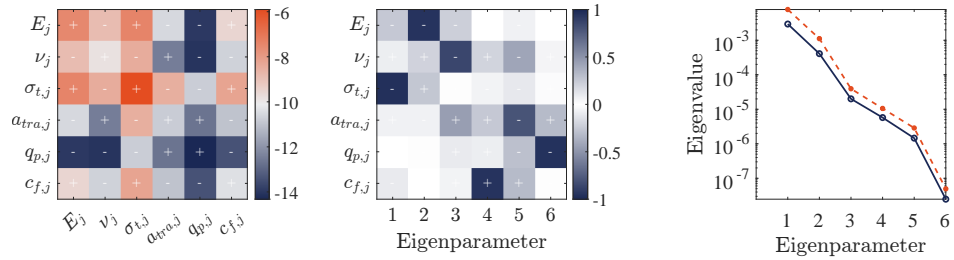 E_j
ν_j
σ_{t,j}
a_{tra,j}
q_{p,j}
c_{f,j}
E_j ν_j σ_{t,j} a_{tra,j} q_{p,j} c_{f,j}
-6
-8
-10
-12
-14
E_j
ν_j
σ_{t,j}
a_{tra,j}
q_{p,j}
c_{f,j}
1 2 3 4 5 6
Eigenparameter
1
0.5
0
-0.5
-1
Eigenvalue
10^{-3}
10^{-4}
10^{-5}
10^{-6}
10^{-7}
1 2 3 4 5 6
Eigenparameter